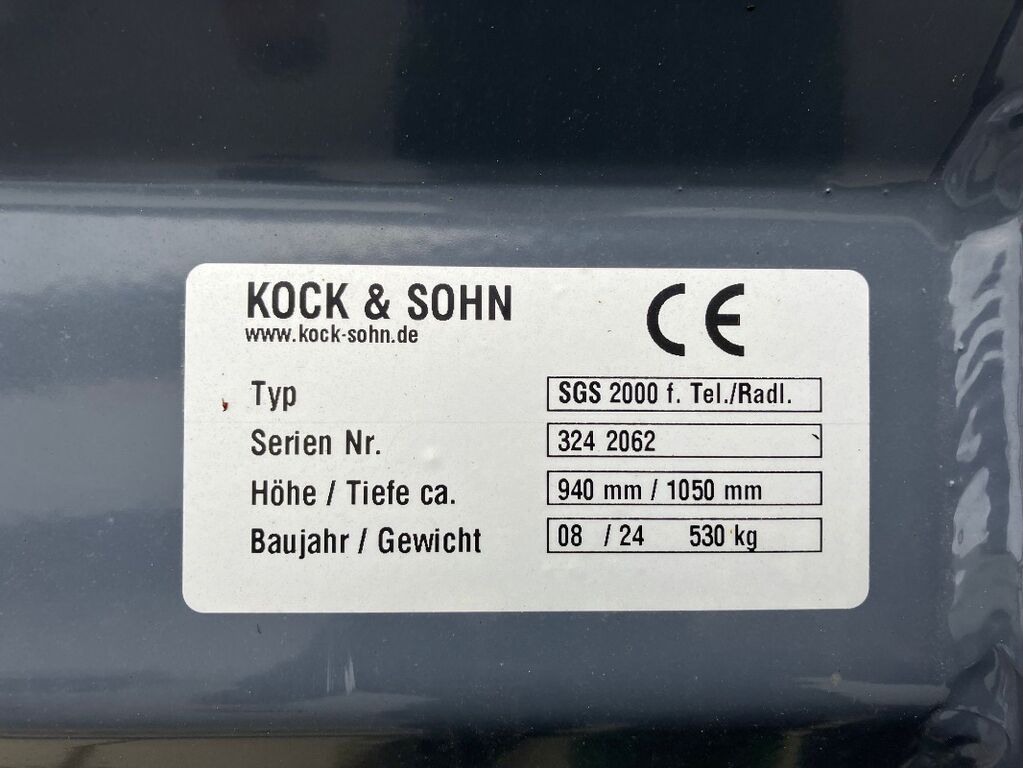 KOCK & SOHN CE
www.kock-sohn.de
Typ SGS 2000 f. Tel./Radl.
Serien Nr. 324 2062
Höhe / Tiefe ca. 940 mm / 1050 mm
Baujahr / Gewicht 08 / 24 530 kg